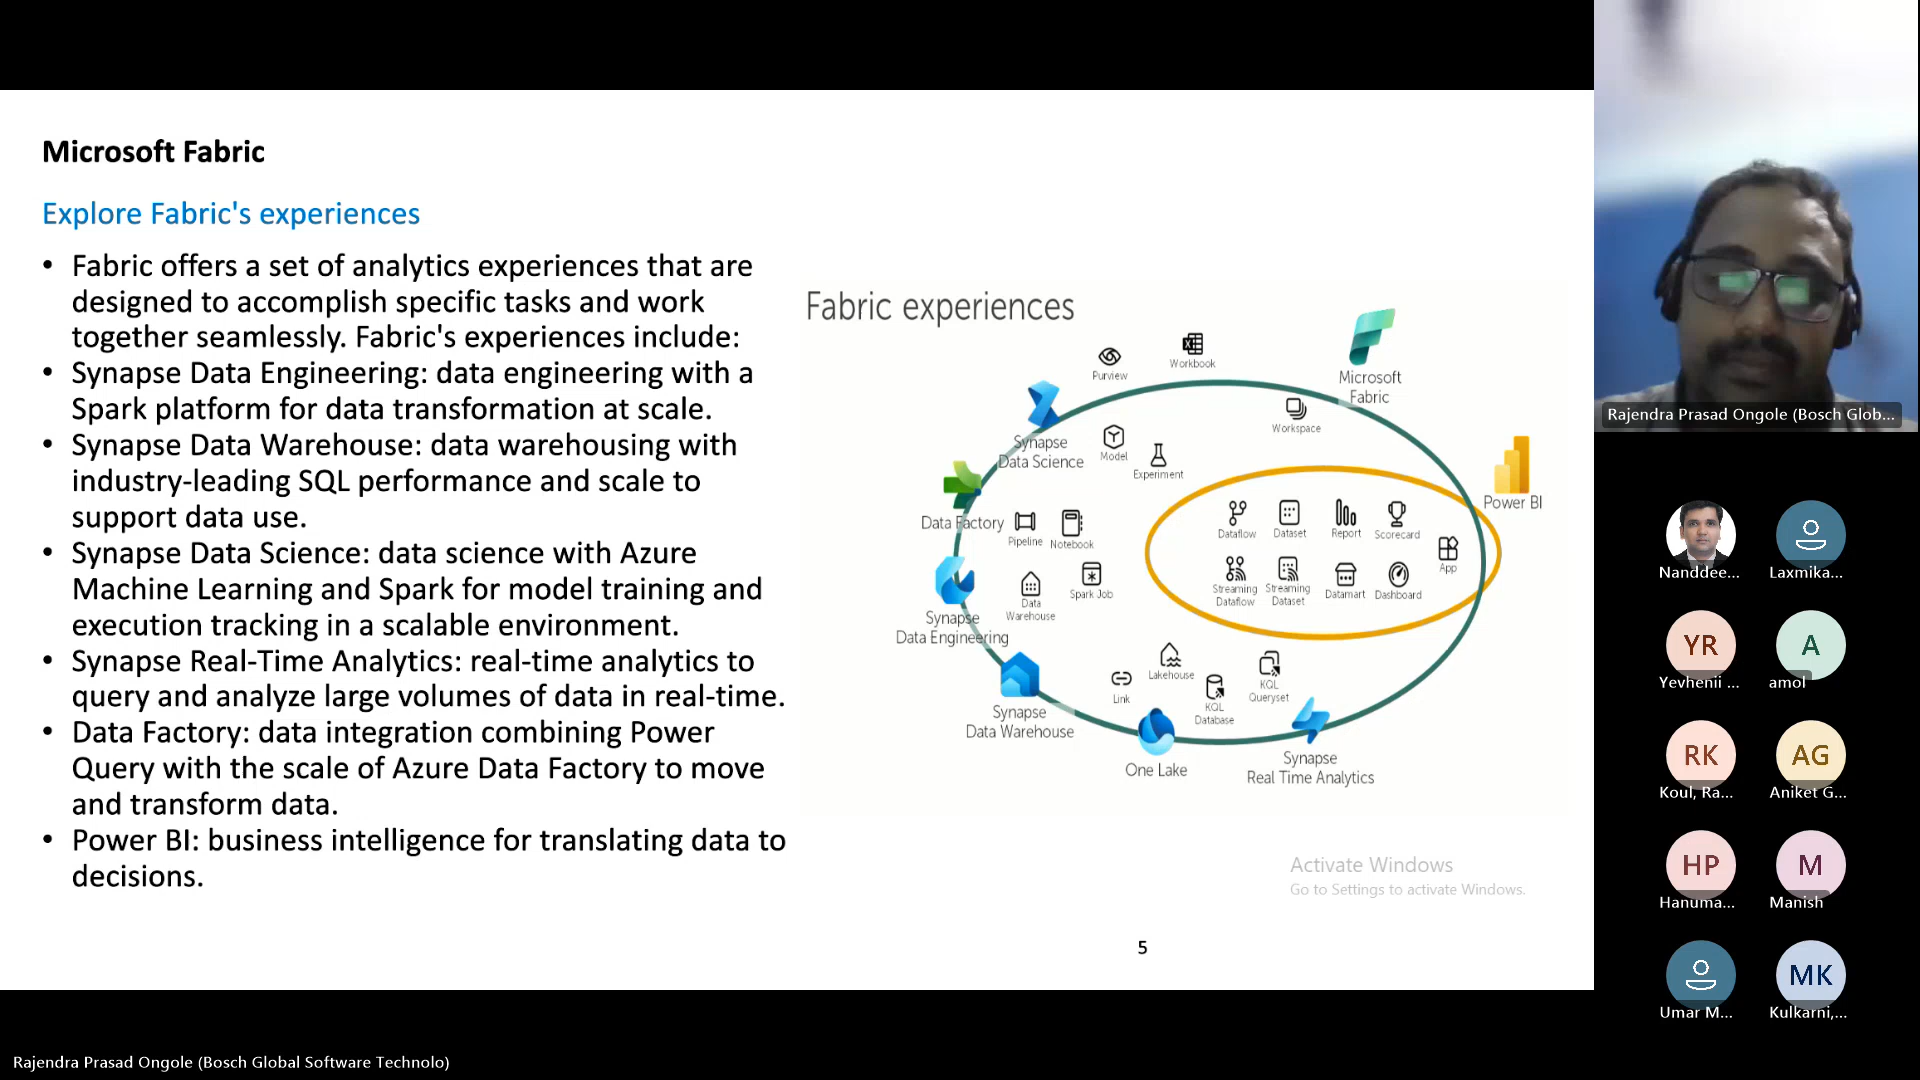 Microsoft Fabric
Explore Fabric's experiences
• Fabric offers a set of analytics experiences that are
designed to accomplish specific tasks and work
together seamlessly. Fabric's experiences include:
• Synapse Data Engineering: data engineering with a
Spark platform for data transformation at scale.
• Synapse Data Warehouse: data warehousing with
industry-leading SQL performance and scale to
support data use.
• Synapse Data Science: data science with Azure
Machine Learning and Spark for model training and
execution tracking in a scalable environment.
• Synapse Real-Time Analytics: real-time analytics to
query and analyze large volumes of data in real-time.
• Data Factory: data integration combining Power
Query with the scale of Azure Data Factory to move
and transform data.
• Power BI: business intelligence for translating data to
decisions.
Fabric experiences
Purview
Workbook
Microsoft
Fabric
Workspace
Synapse
Data Science
Model
Experiment
Power BI
Data Factory
Pipeline
Notebook
Dataflow
Dataset
Report
Scorecard
App
Synapse
Data Engineering
Data
Warehouse
Spark Job
Streaming
Dataflow
Streaming
Dataset
Datamart
Dashboard
Synapse
Data Warehouse
Link
Lakehouse
KQL
Database
KQL
Queryset
One Lake
Synapse
Real Time Analytics
Activate Windows
Go to Settings to activate Windows.
5
Rajendra Prasad Ongole (Bosch Glob...
Nanddee...
Laxmika...
YR
Yevhenii ...
A
amol
RK
Koul, Ra...
AG
Aniket G...
HP
Hanuma...
M
Manish
Umar M...
MK
Kulkarni,...
Rajendra Prasad Ongole (Bosch Global Software Technolo)